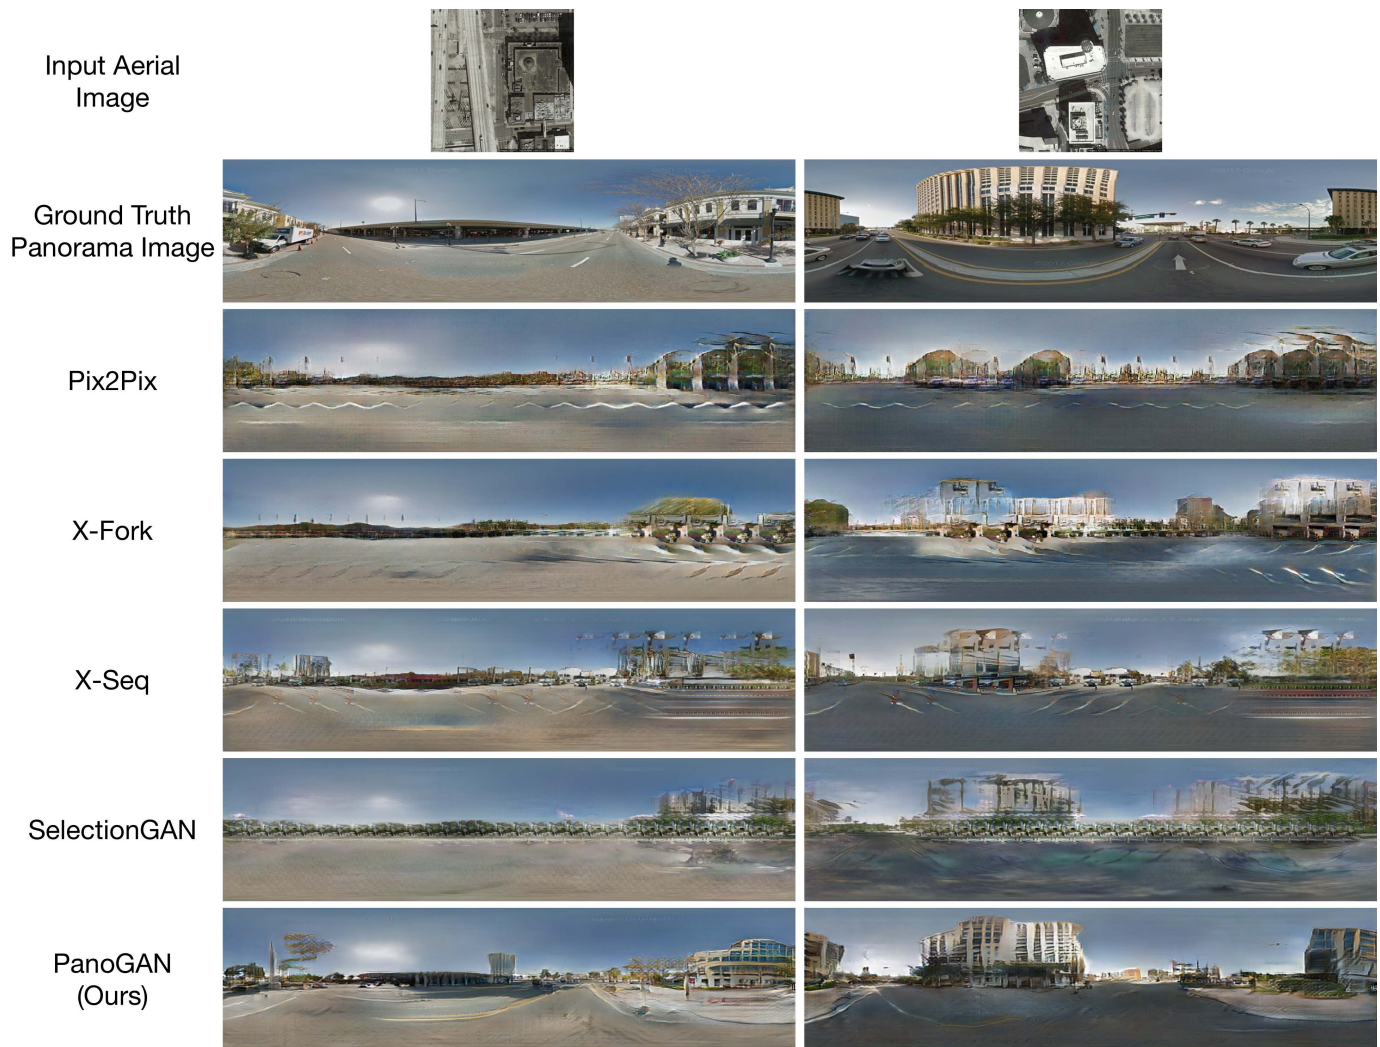 Input Aerial
Image
Ground Truth
Panorama Image
Pix2Pix
X-Fork
X-Seq
SelectionGAN
PanoGAN
(Ours)